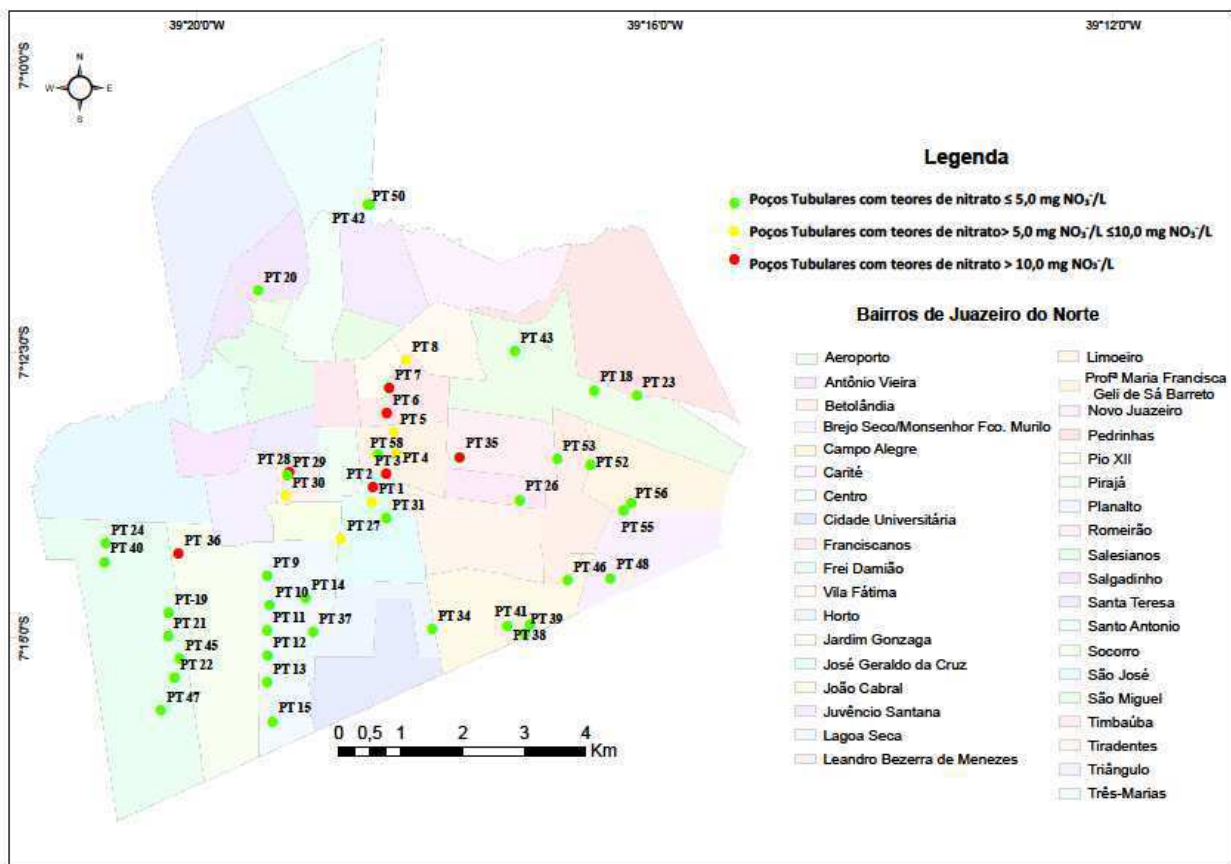 39°20'0"W
39°16'0"W
39°12'0"W
7°10'0"S
7°12'30"S
7°15'0"S
N
W
E
S
Legenda
Poços Tubulares com teores de nitrato ≤ 5,0 mg NO₃⁻/L
Poços Tubulares com teores de nitrato> 5,0 mg NO₃⁻/L ≤10,0 mg NO₃⁻/L
Poços Tubulares com teores de nitrato > 10,0 mg NO₃⁻/L
Bairros de Juazeiro do Norte
Aeroporto
Antônio Vieira
Betolândia
Brejo Seco/Monsenhor Fco. Murilo
Campo Alegre
Carité
Centro
Cidade Universitária
Franciscanos
Frei Damião
Vila Fátima
Horto
Jardim Gonzaga
José Geraldo da Cruz
João Cabral
Juvêncio Santana
Lagoa Seca
Leandro Bezerra de Menezes
Limoeiro
Profª Maria Francisca
Geli de Sá Barreto
Novo Juazeiro
Pedrinhas
Pio XII
Pirajá
Planalto
Romeirão
Salesianos
Salgadinho
Santa Teresa
Santo Antonio
Socorro
São José
São Miguel
Timbaúba
Tiradentes
Triângulo
Três-Marias
PT 50
PT 42
PT 20
PT 8
PT 43
PT 7
PT 18
PT 23
PT 6
PT 5
PT 58
PT 4
PT 35
PT 53
PT 52
PT 28
PT 29
PT 3
PT 2
PT 30
PT 1
PT 26
PT 56
PT 31
PT 55
PT 27
PT 24
PT 36
PT 40
PT 9
PT 46
PT 48
PT 10
PT 14
PT-19
PT 11
PT 37
PT 34
PT 41
PT 39
PT 38
PT 21
PT 12
PT 45
PT 22
PT 13
PT 47
PT 15
0 0,5 1 2 3 4
Km